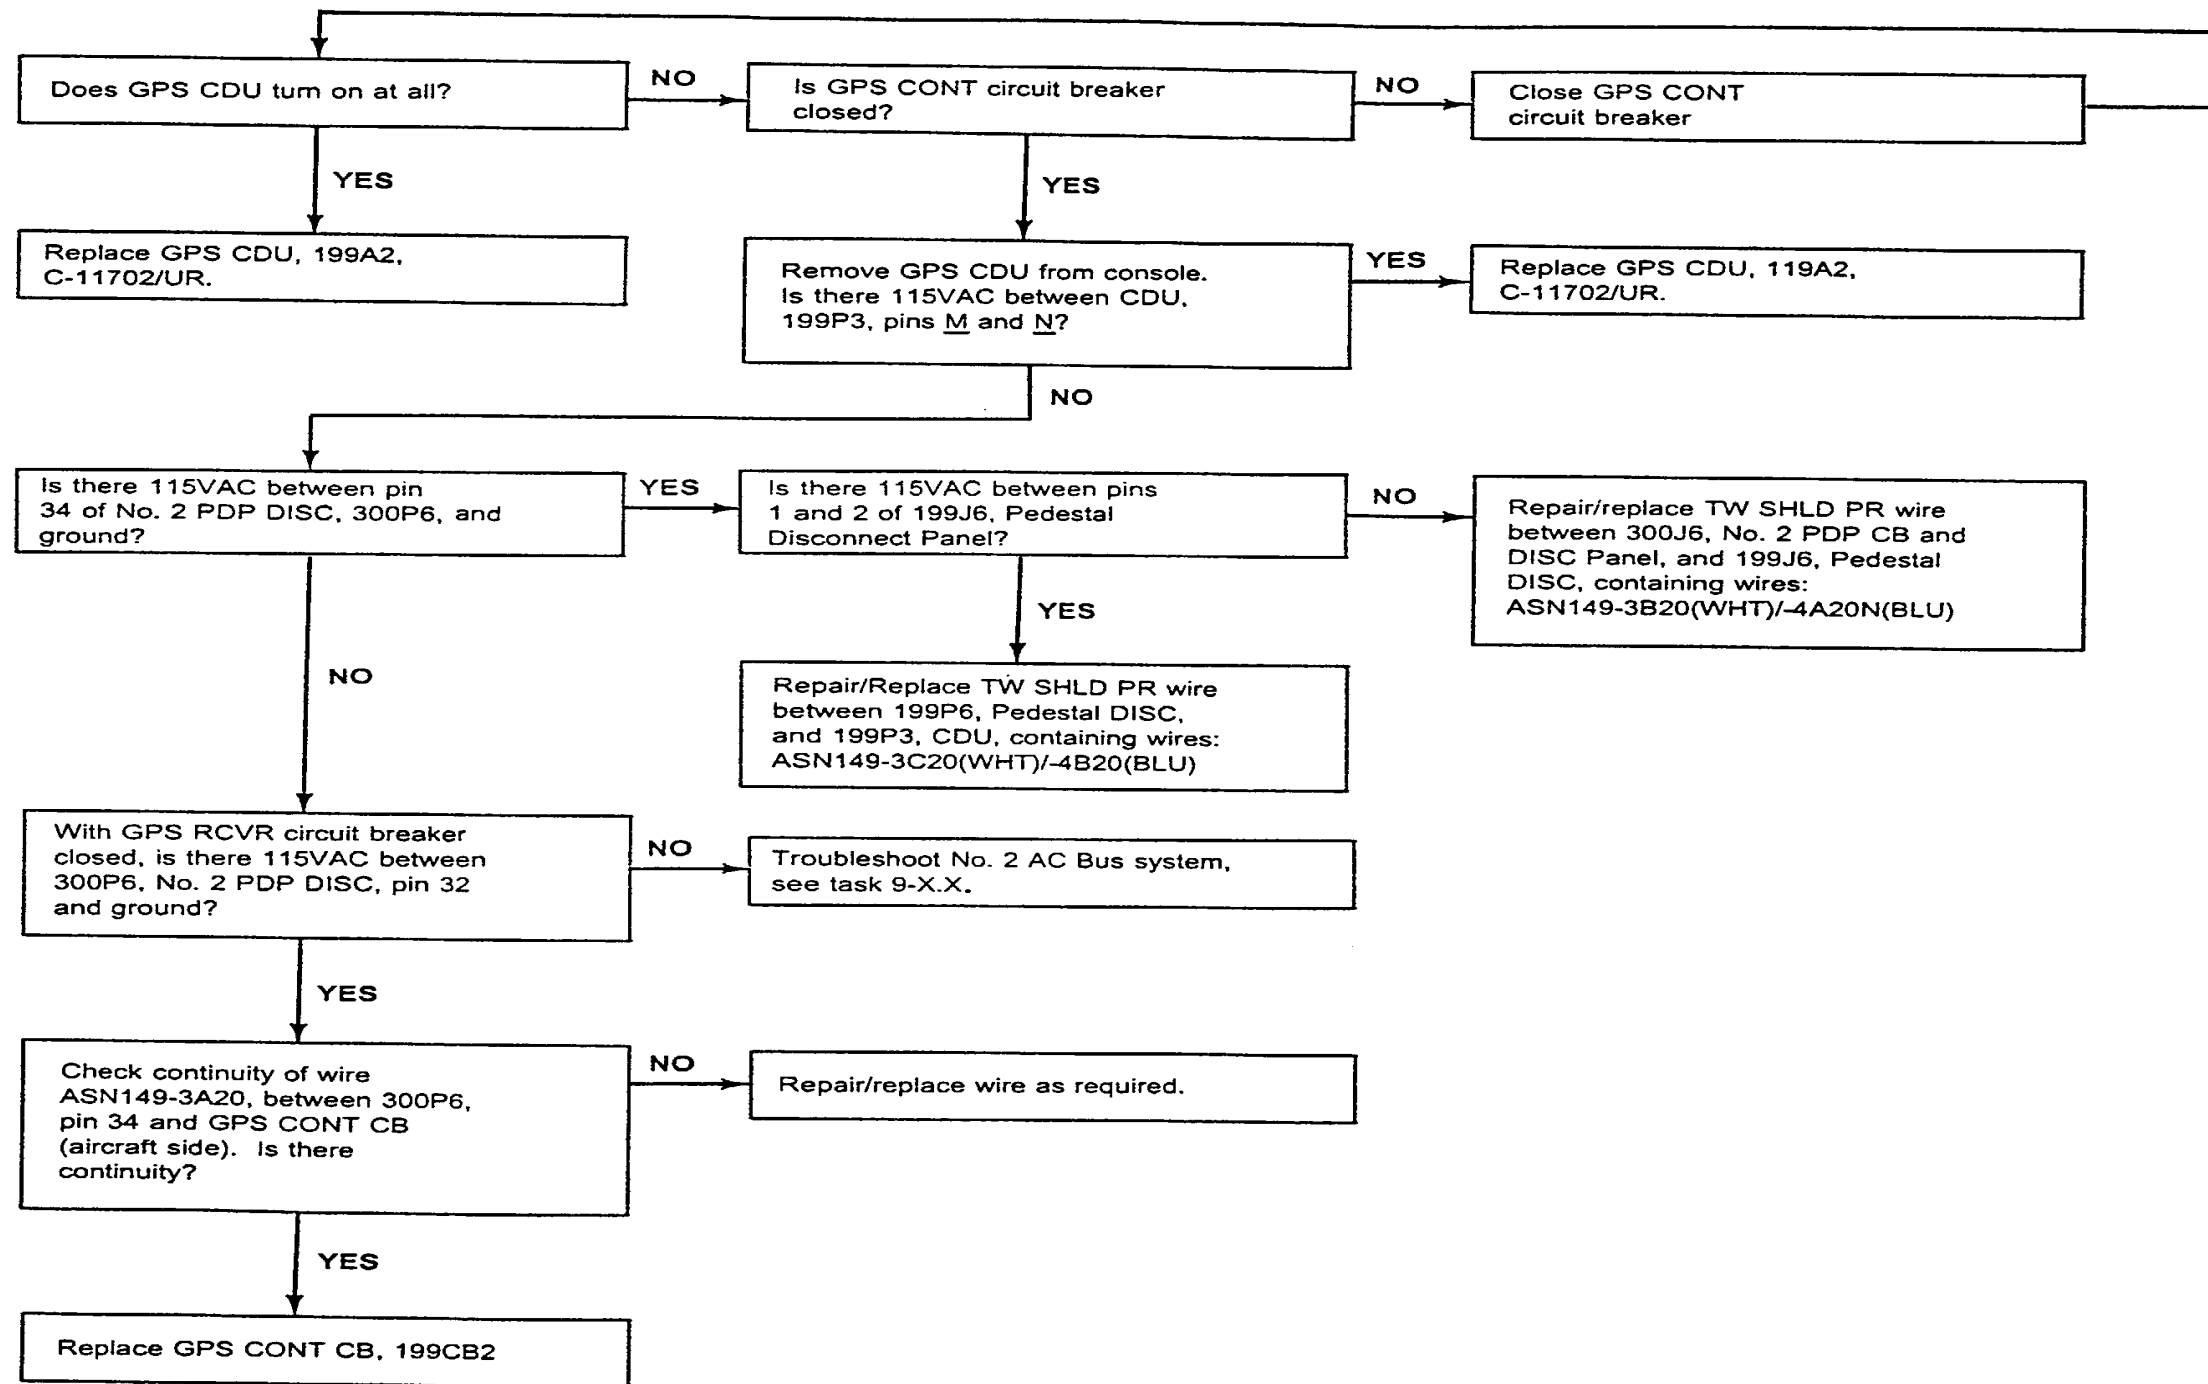 Does GPS CDU turn on at all?
NO
Is GPS CONT circuit breaker
closed?
NO
Close GPS CONT
circuit breaker
YES
YES
Replace GPS CDU, 199A2,
C-11702/UR.
Remove GPS CDU from console.
Is there 115VAC between CDU,
199P3, pins M and N?
YES
Replace GPS CDU, 119A2,
C-11702/UR.
NO
Is there 115VAC between pin
34 of No. 2 PDP DISC, 300P6, and
ground?
YES
Is there 115VAC between pins
1 and 2 of 199J6, Pedestal
Disconnect Panel?
NO
Repair/replace TW SHLD PR wire
between 300J6, No. 2 PDP CB and
DISC Panel, and 199J6, Pedestal
DISC, containing wires:
ASN149-3B20(WHT)/-4A20N(BLU)
YES
NO
Repair/Replace TW SHLD PR wire
between 199P6, Pedestal DISC,
and 199P3, CDU, containing wires:
ASN149-3C20(WHT)/-4B20(BLU)
With GPS RCVR circuit breaker
closed, is there 115VAC between
300P6, No. 2 PDP DISC, pin 32
and ground?
NO
Troubleshoot No. 2 AC Bus system,
see task 9-X.X.
YES
Check continuity of wire
ASN149-3A20, between 300P6,
pin 34 and GPS CONT CB
(aircraft side). Is there
continuity?
NO
Repair/replace wire as required.
YES
Replace GPS CONT CB, 199CB2